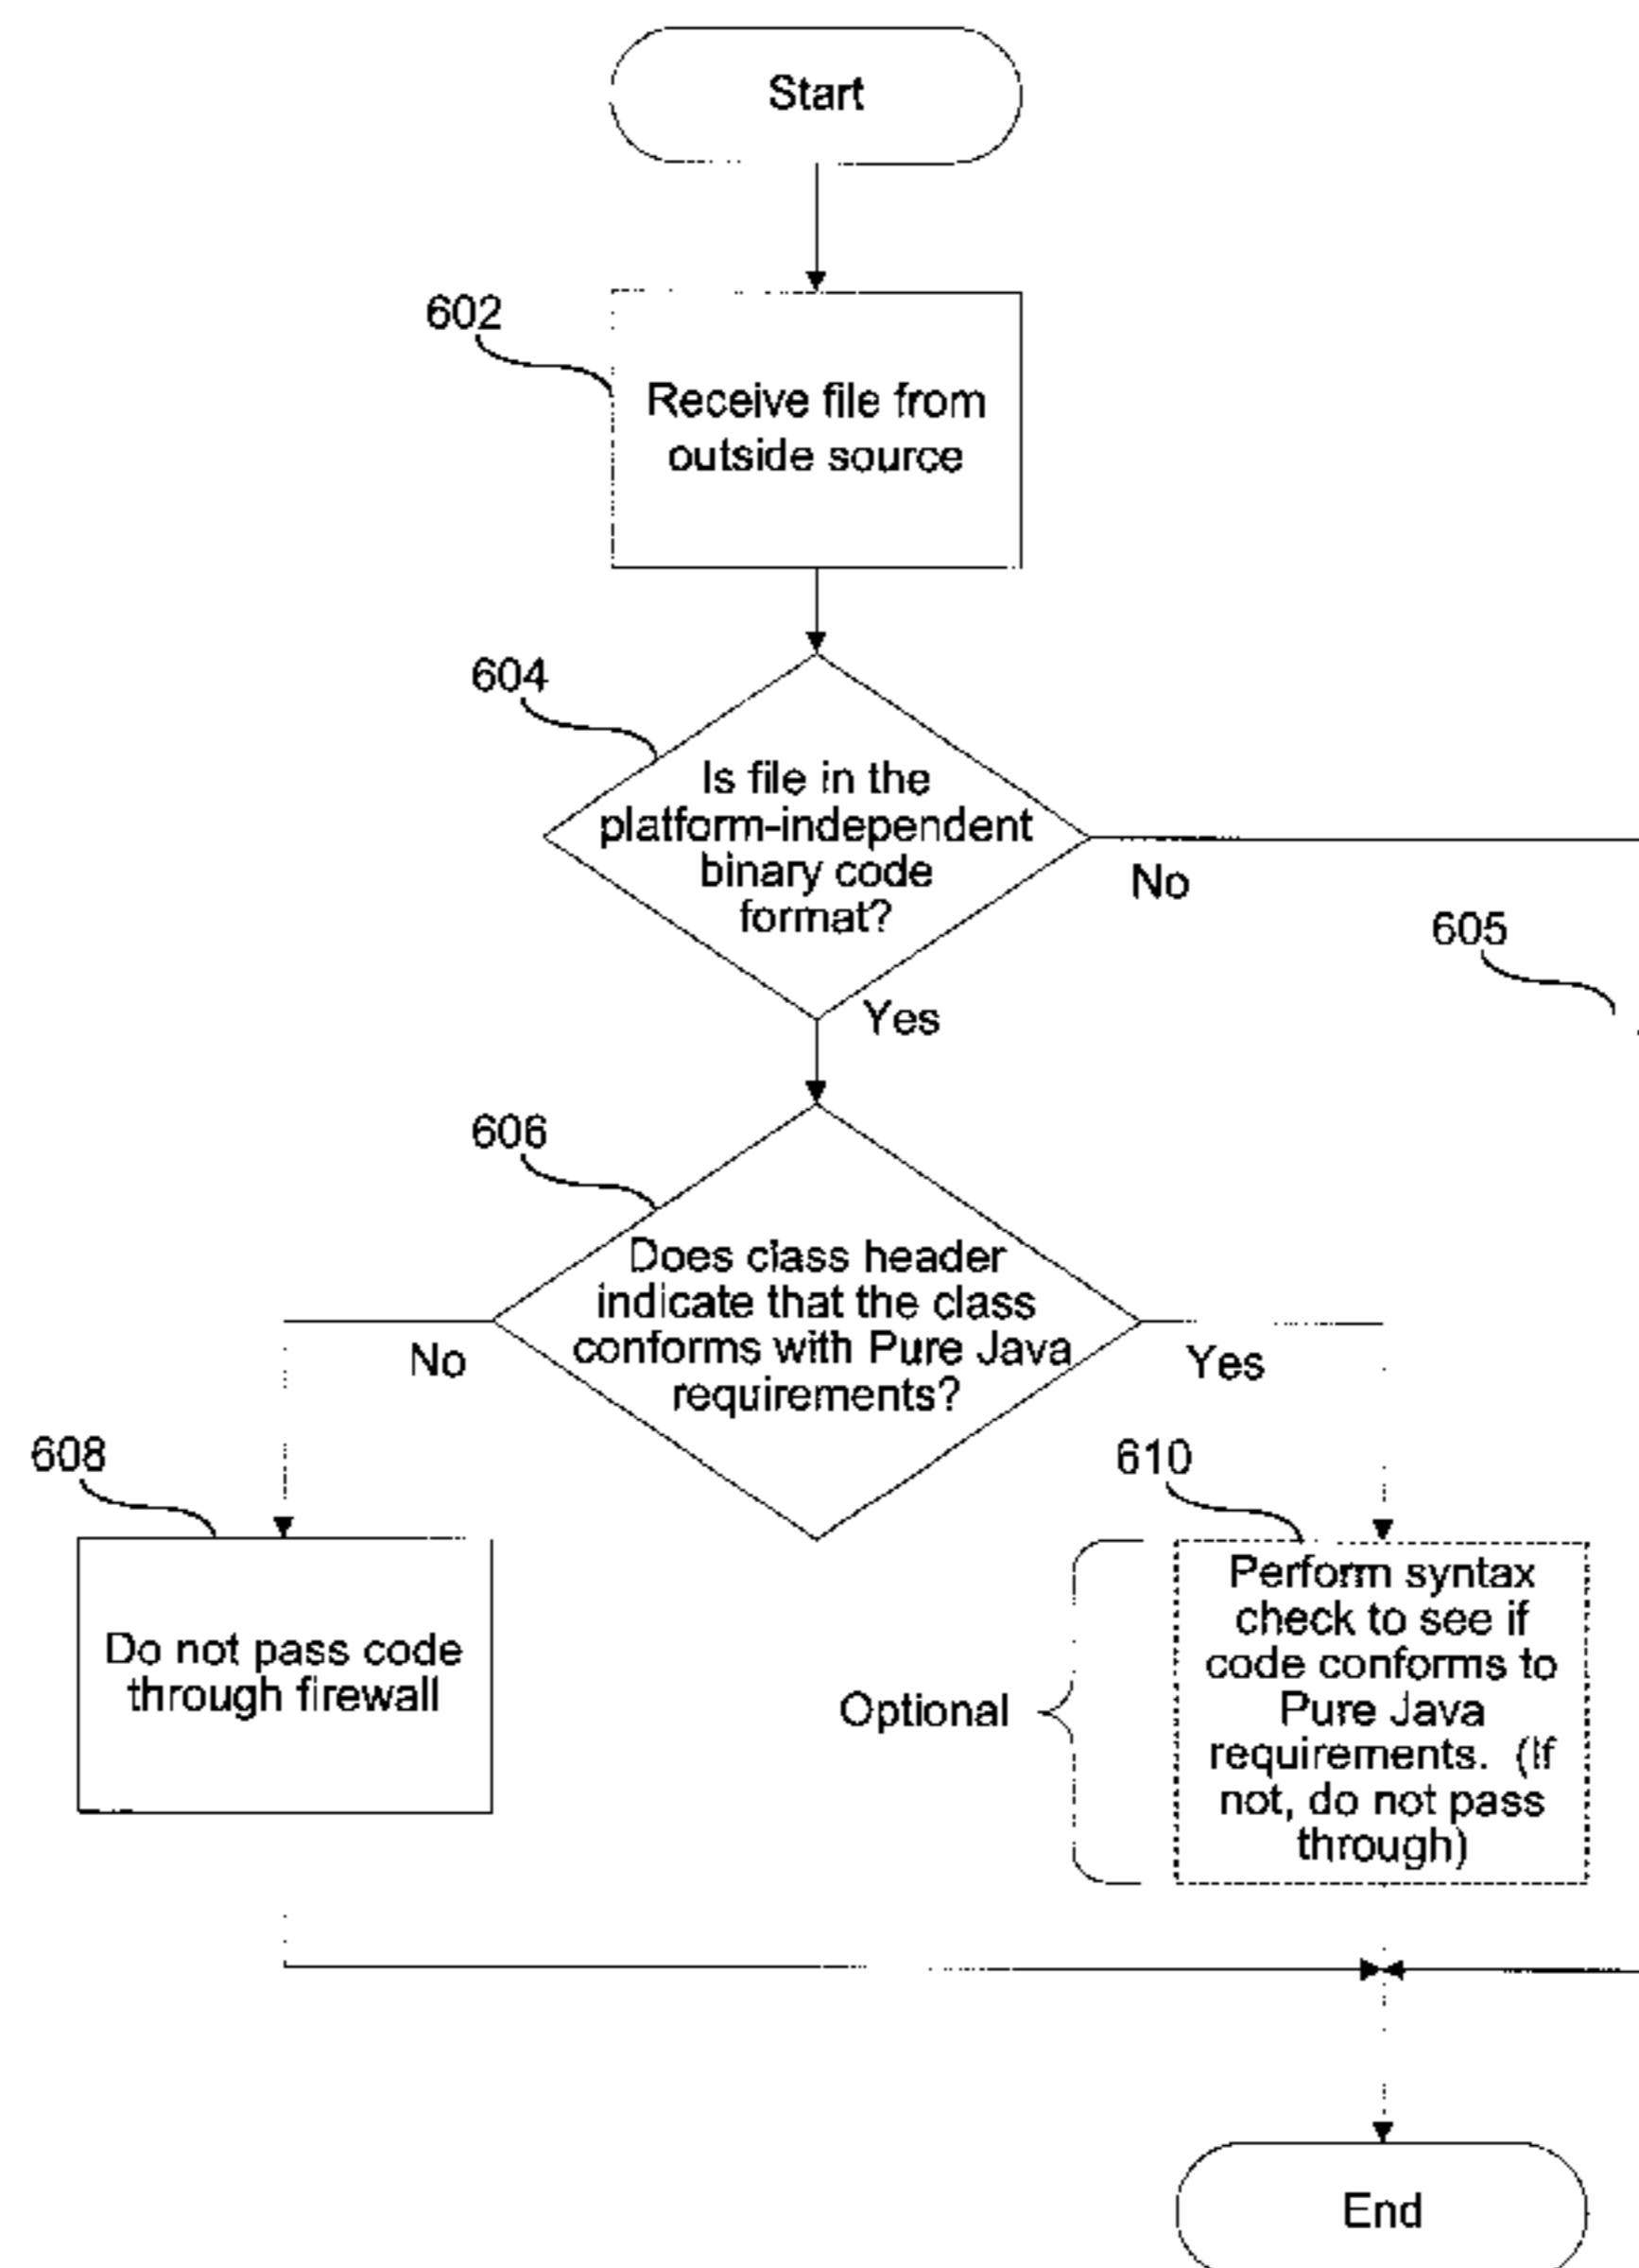 Start
602
Receive file from
outside source
604
Is file in the
platform-independent
binary code
format?
No
605
Yes
606
Does class header
indicate that the class
conforms with Pure Java
requirements?
No
Yes
608
610
Do not pass code
through firewall
Optional
Perform syntax
check to see if
code conforms to
Pure Java
requirements. (If
not, do not pass
through)
End